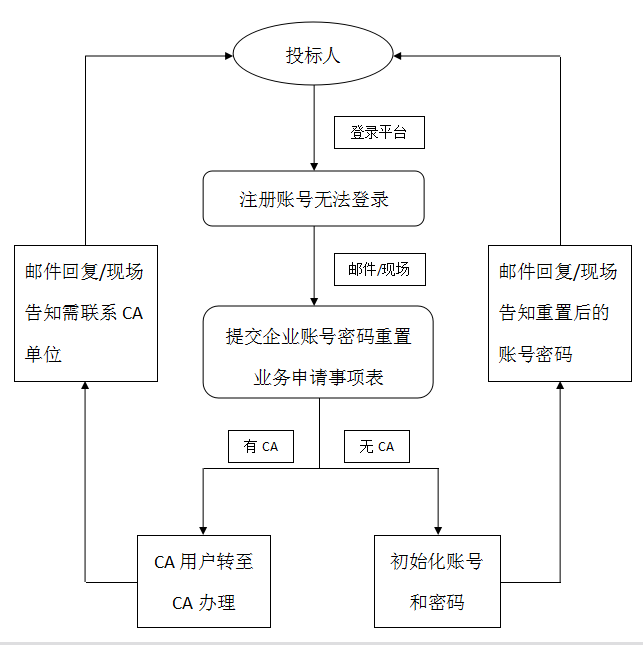 投标人
登录平台
注册账号无法登录
邮件/现场
邮件回复/现场
告知需联系 CA
单位
提交企业账号密码重置
业务申请事项表
邮件回复/现场
告知重置后的
账号密码
有 CA
无 CA
CA 用户转至
CA 办理
初始化账号
和密码